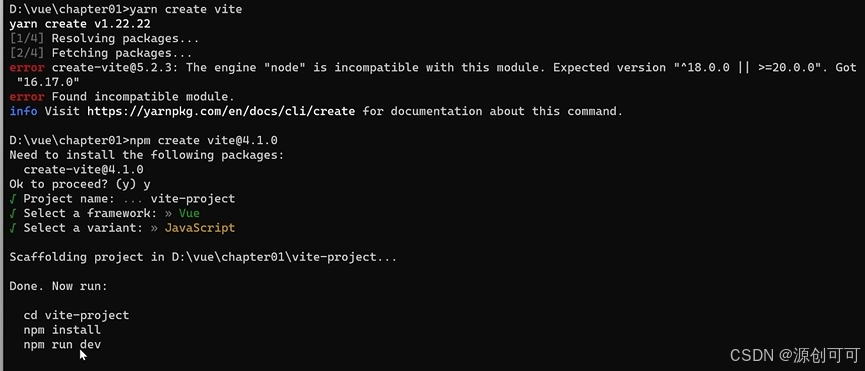 D:\vue\chapter01>yarn create vite
yarn create v1.22.22
[1/4] Resolving packages...
[2/4] Fetching packages...
error create-vite@5.2.3: The engine "node" is incompatible with this module. Expected version "^18.0.0 || >=20.0.0". Got
"16.17.0"
error Found incompatible module.
info Visit https://yarnpkg.com/en/docs/cli/create for documentation about this command.
D:\vue\chapter01>npm create vite@4.1.0
Need to install the following packages:
create-vite@4.1.0
Ok to proceed? (y) y
√ Project name: ... vite-project
√ Select a framework: » Vue
√ Select a variant: » JavaScript
Scaffolding project in D:\vue\chapter01\vite-project...
Done. Now run:
cd vite-project
npm install
npm run dev
CSDN @源创可可